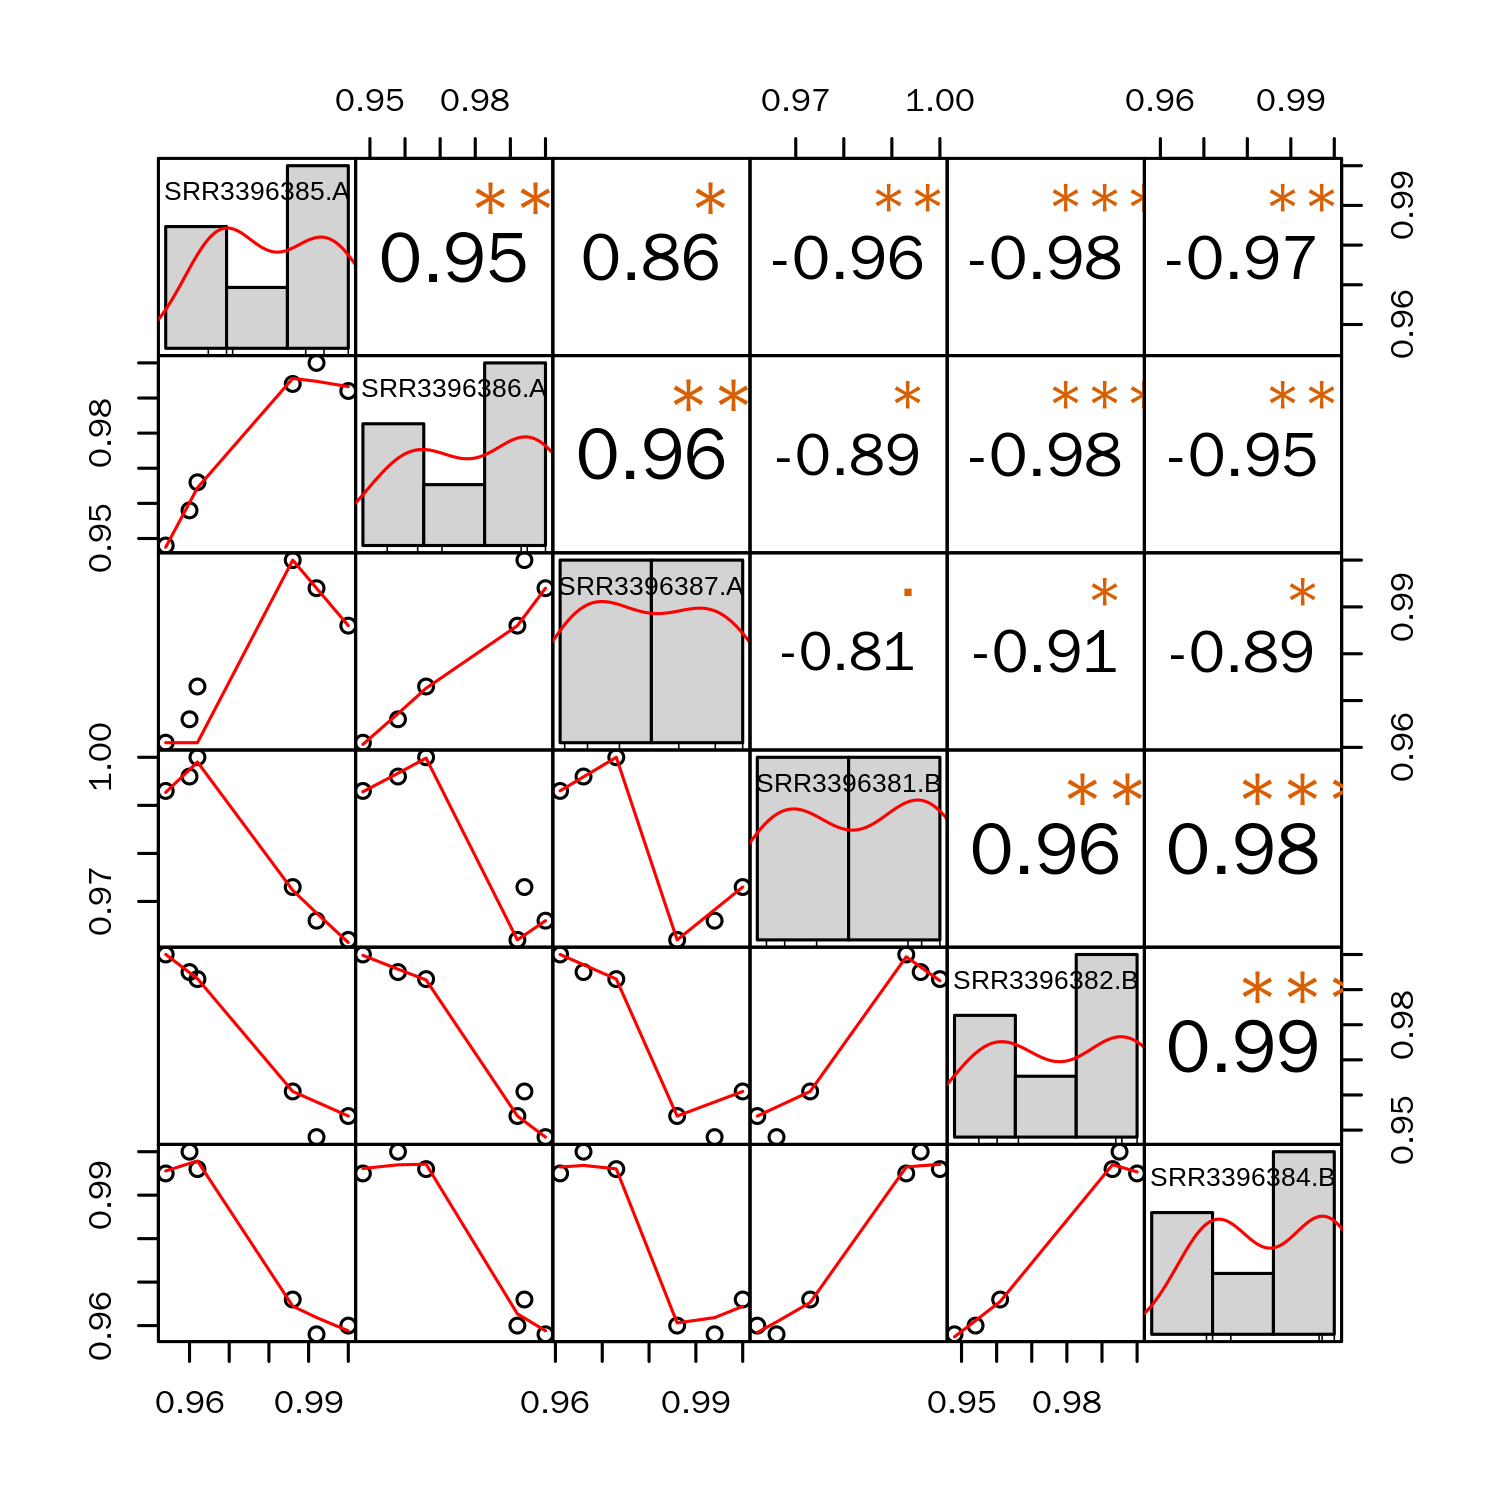 0.95 0.98 0.97 1.00 0.96 0.99
SRR3396385.A ** * ** *** **
0.95 0.86 -0.96 -0.98 -0.97
0.99
0.96
SRR3396386.A ** * *** **
0.96 -0.89 -0.98 -0.95
0.98
0.95
SRR3396387.A . * *
-0.81 -0.91 -0.89
0.99
0.96
SRR3396381.B ** ***
0.96 0.98
1.00
0.97
SRR3396382.B ***
0.99
0.98
0.95
SRR3396384.B
0.99
0.96
0.96 0.99 0.96 0.99 0.95 0.98